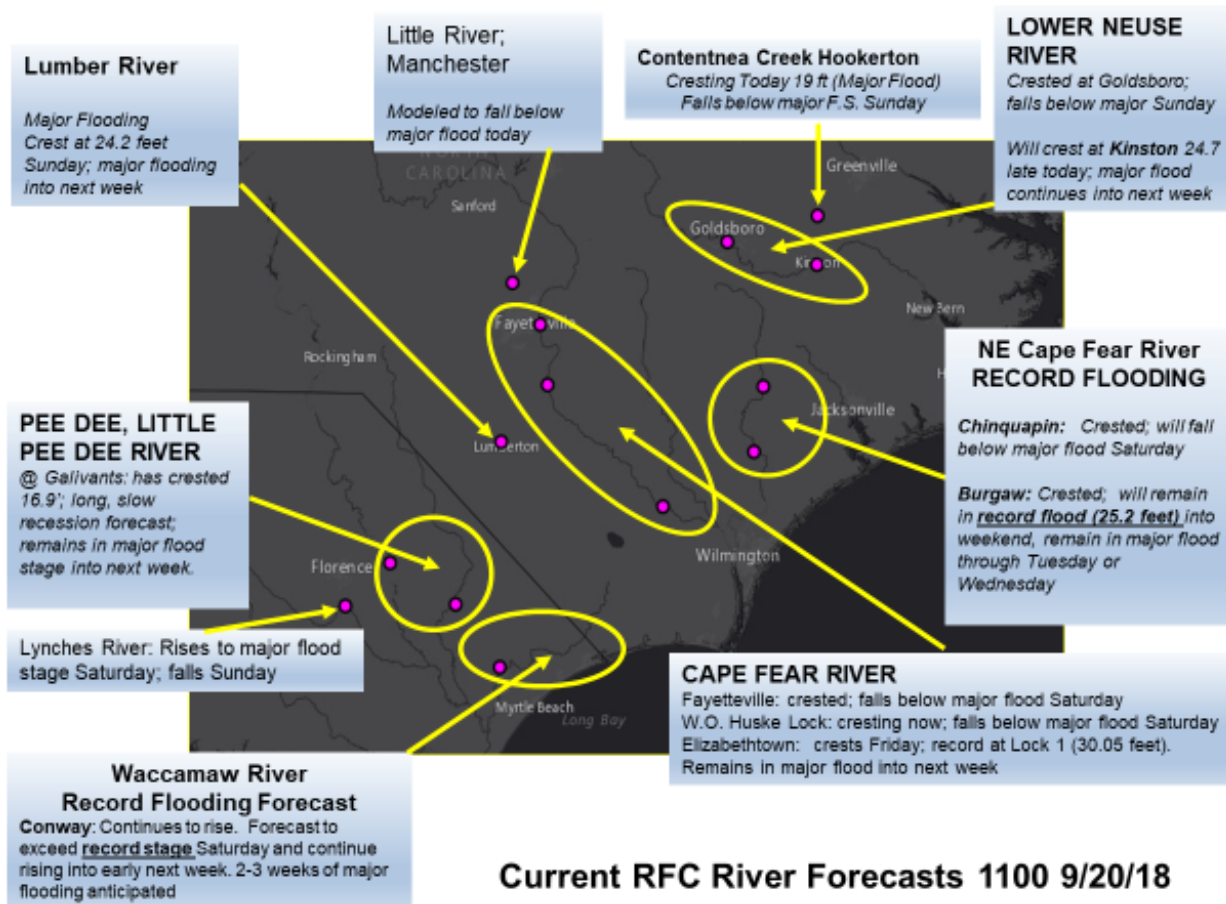 Lumber River
Major Flooding
Crest at 24.2 feet
Sunday; major flooding
into next week
Little River;
Manchester
Modeled to fall below
major flood today
Contentnea Creek Hookerton
Cresting Today 19 ft (Major Flood)
Falls below major F.S. Sunday
LOWER NEUSE
RIVER
Crested at Goldsboro;
falls below major Sunday
Will crest at Kinston 24.7
late today; major flood
continues into next week
NORTH
CAROLINA
Sanford
Greenville
Goldsboro
New Bern
Rockingham
Jacksonville
Lumberton
Wilmington
Florence
Myrtle Beach
Long Bay
NE Cape Fear River
RECORD FLOODING
Chinquapin: Crested; will fall
below major flood Saturday
Burgaw: Crested; will remain
in record flood (25.2 feet) into
weekend, remain in major flood
through Tuesday or
Wednesday
PEE DEE, LITTLE
PEE DEE RIVER
@ Galivants: has crested
16.9'; long, slow
recession forecast;
remains in major flood
stage into next week.
Lynches River: Rises to major flood
stage Saturday; falls Sunday
CAPE FEAR RIVER
Fayetteville: crested; falls below major flood Saturday
W.O. Huske Lock: cresting now; falls below major flood Saturday
Elizabethtown: crests Friday; record at Lock 1 (30.05 feet).
Remains in major flood into next week
Waccamaw River
Record Flooding Forecast
Conway: Continues to rise. Forecast to
exceed record stage Saturday and continue
rising into early next week. 2-3 weeks of major
flooding anticipated
Current RFC River Forecasts 1100 9/20/18